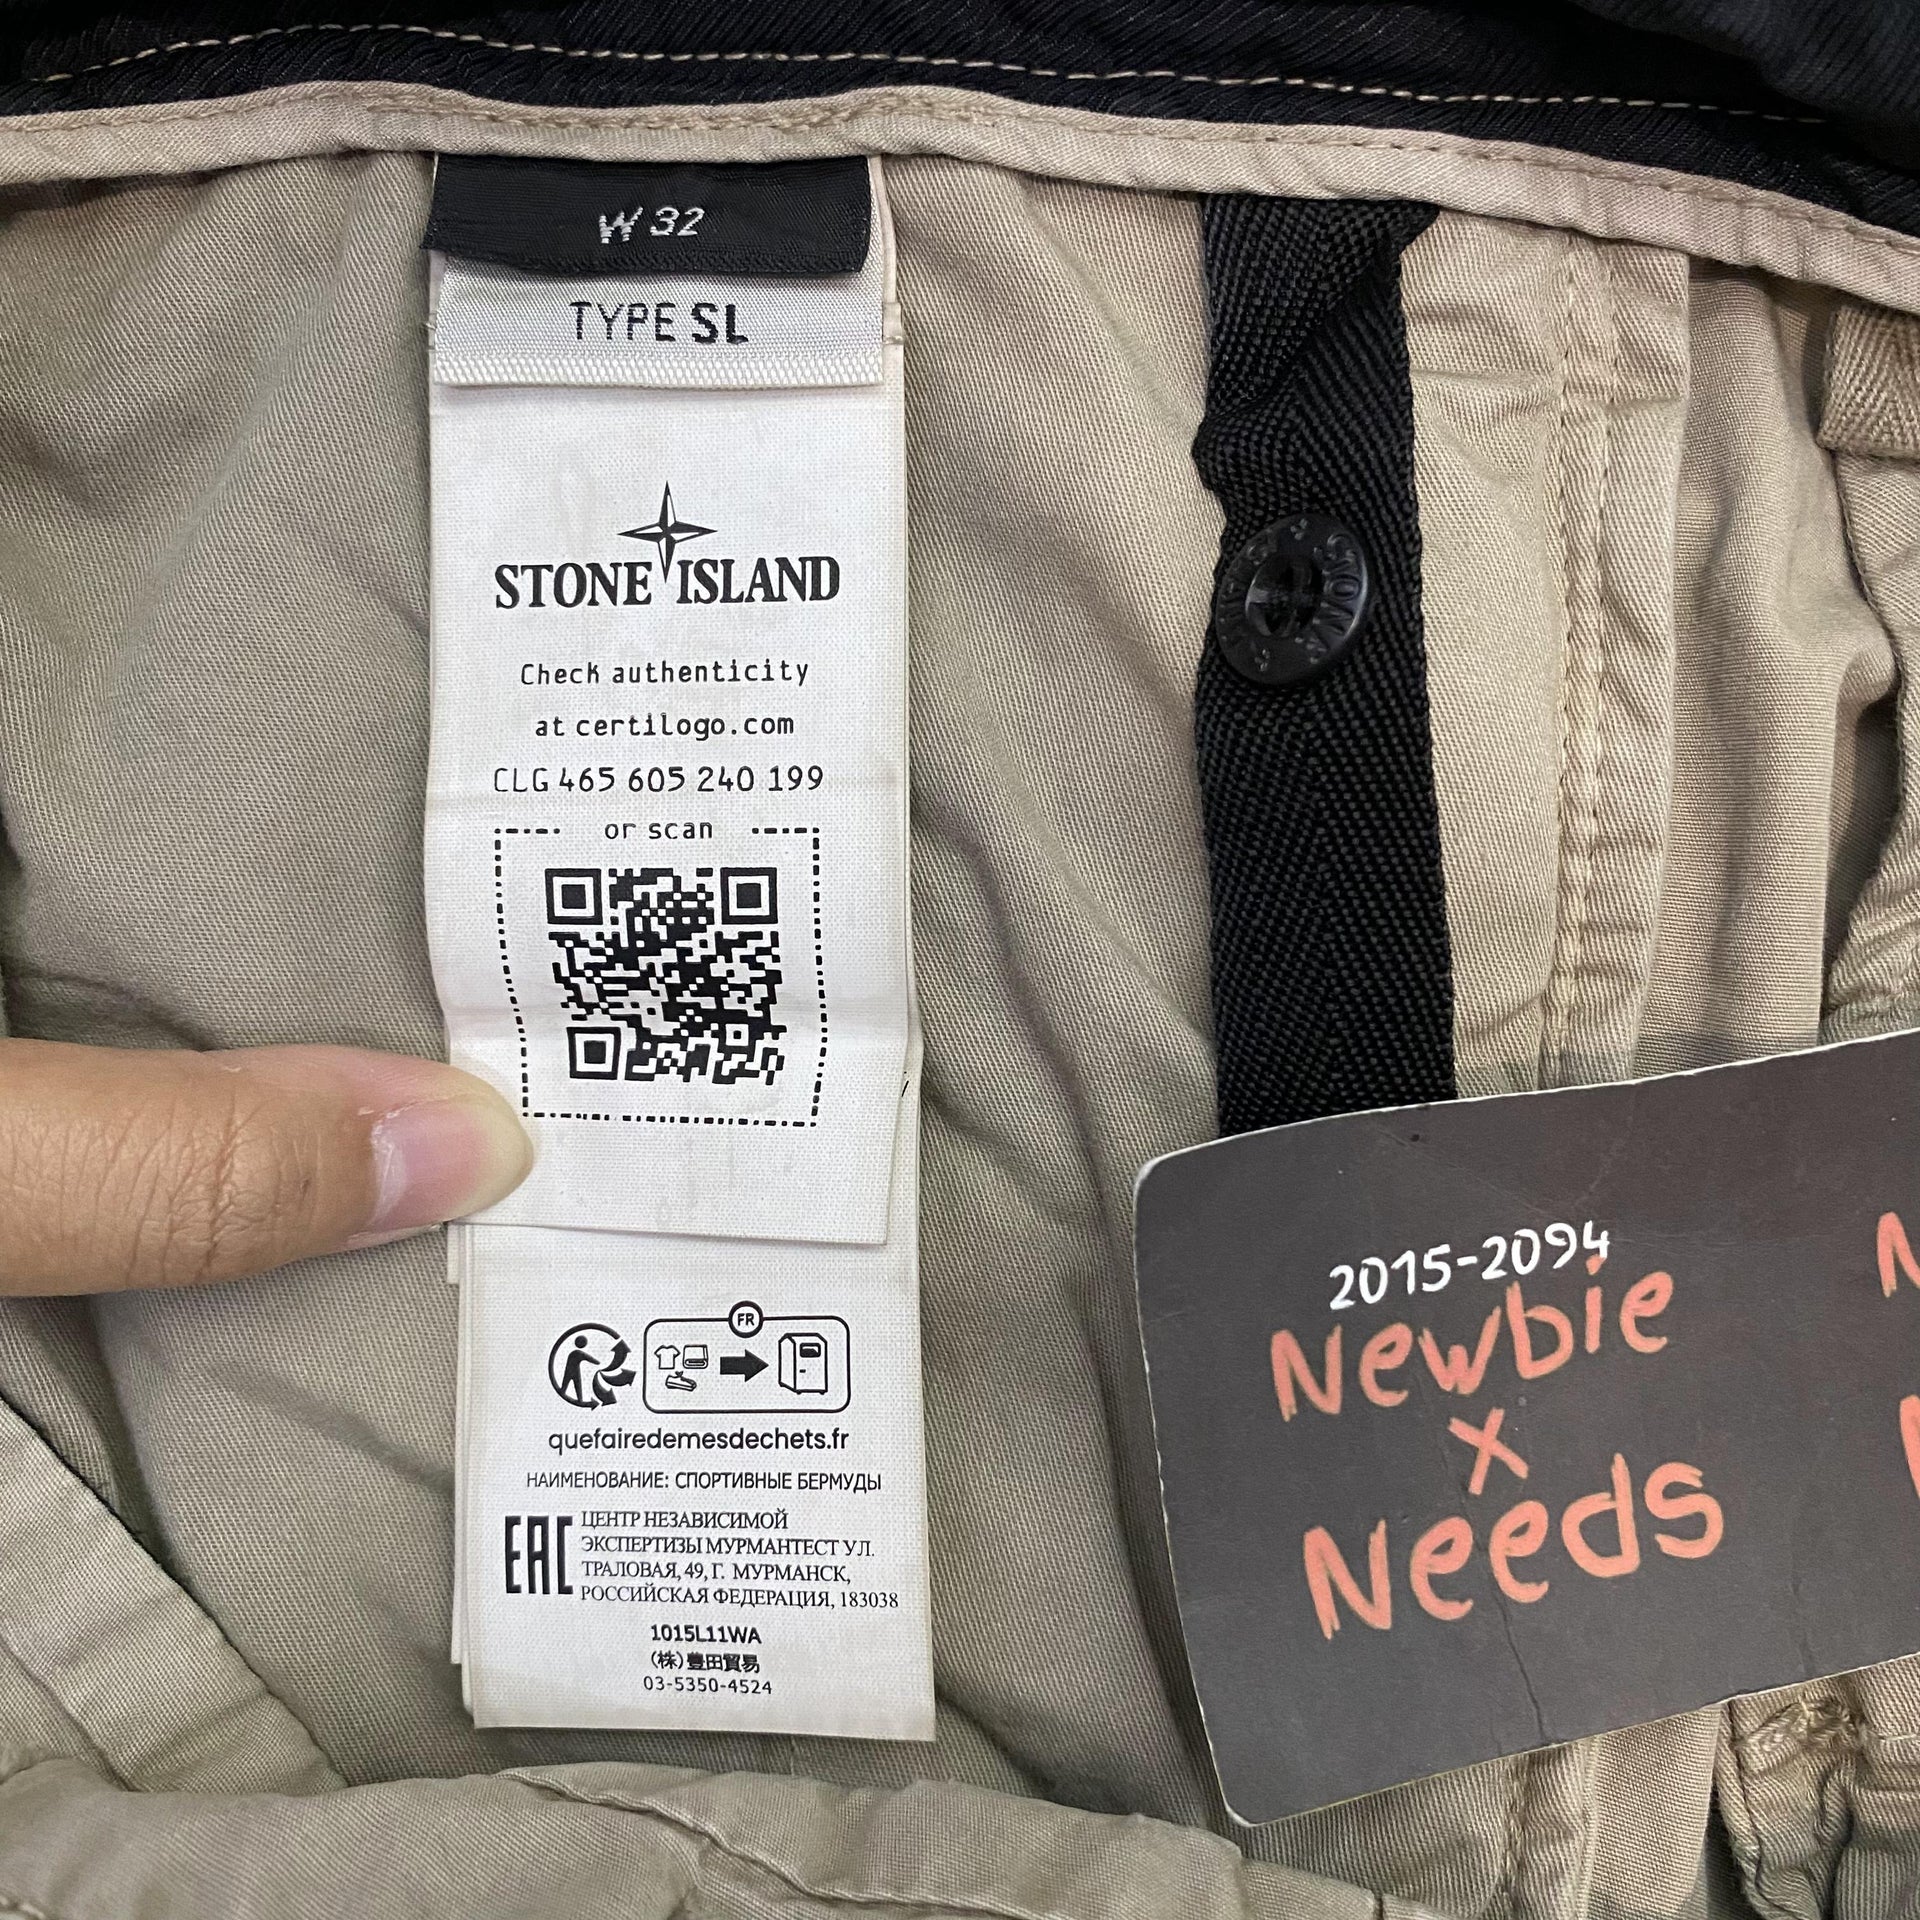 W 32
TYPE SL
STONE ISLAND
Check authenticity
at certilogo.com
CLG 465 605 240 199
or scan
FR
quefairedemesdechets.fr
НАИМЕНОВАНИЕ: СПОРТИВНЫЕ БЕРМУДЫ
EAC
ЦЕНТР НЕЗАВИСИМОЙ
ЭКСПЕРТИЗЫ МУРМАНТЕСТ УЛ.
ТРАЛОВАЯ, 49, Г. МУРМАНСК,
РОССИЙСКАЯ ФЕДЕРАЦИЯ, 183038
1015L11WA
(株)豊田貿易
03-5350-4524
2015-2094
Newbie
x
Needs